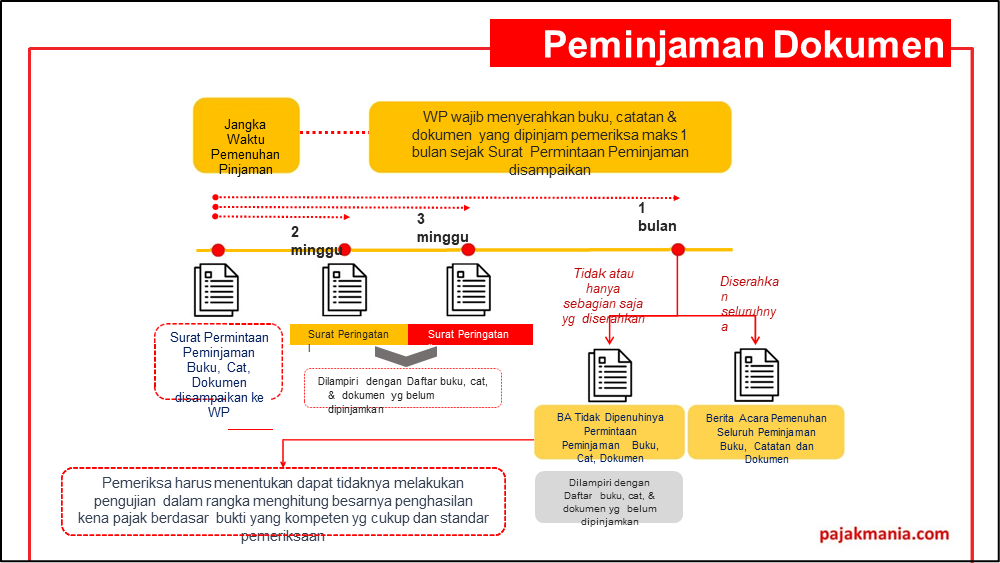 Peminjaman Dokumen
Jangka
Waktu
Pemenuhan
Pinjaman
WP wajib menyerahkan buku, catatan &
dokumen yang dipinjam pemeriksa maks 1
bulan sejak Surat Permintaan Peminjaman
disampaikan
2
minggu
3
minggu
1
bulan
Tidak atau
hanya
sebagian saja
yg diserahkan
Diserahka
n
seluruhny
a
Surat Permintaan
Peminjaman
Buku, Cat,
Dokumen
disampaikan ke
WP
Surat Peringatan
I
Surat Peringatan
Dilampiri dengan Daftar buku, cat,
& dokumen yg belum
dipinjamkan
BA Tidak Dipenuhinya
Permintaan
Peminjaman Buku,
Cat, Dokumen
Berita Acara Pemenuhan
Seluruh Peminjaman
Buku, Catatan dan
Dokumen
Dilampiri dengan
Daftar buku, cat, &
dokumen yg belum
dipinjamkan
Pemeriksa harus menentukan dapat tidaknya melakukan
pengujian dalam rangka menghitung besarnya penghasilan
kena pajak berdasar bukti yang kompeten yg cukup dan standar
pemeriksaan
pajakmania.com